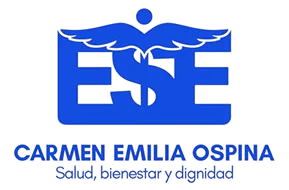 ESE
CARMEN EMILIA OSPINA
Salud, bienestar y dignidad